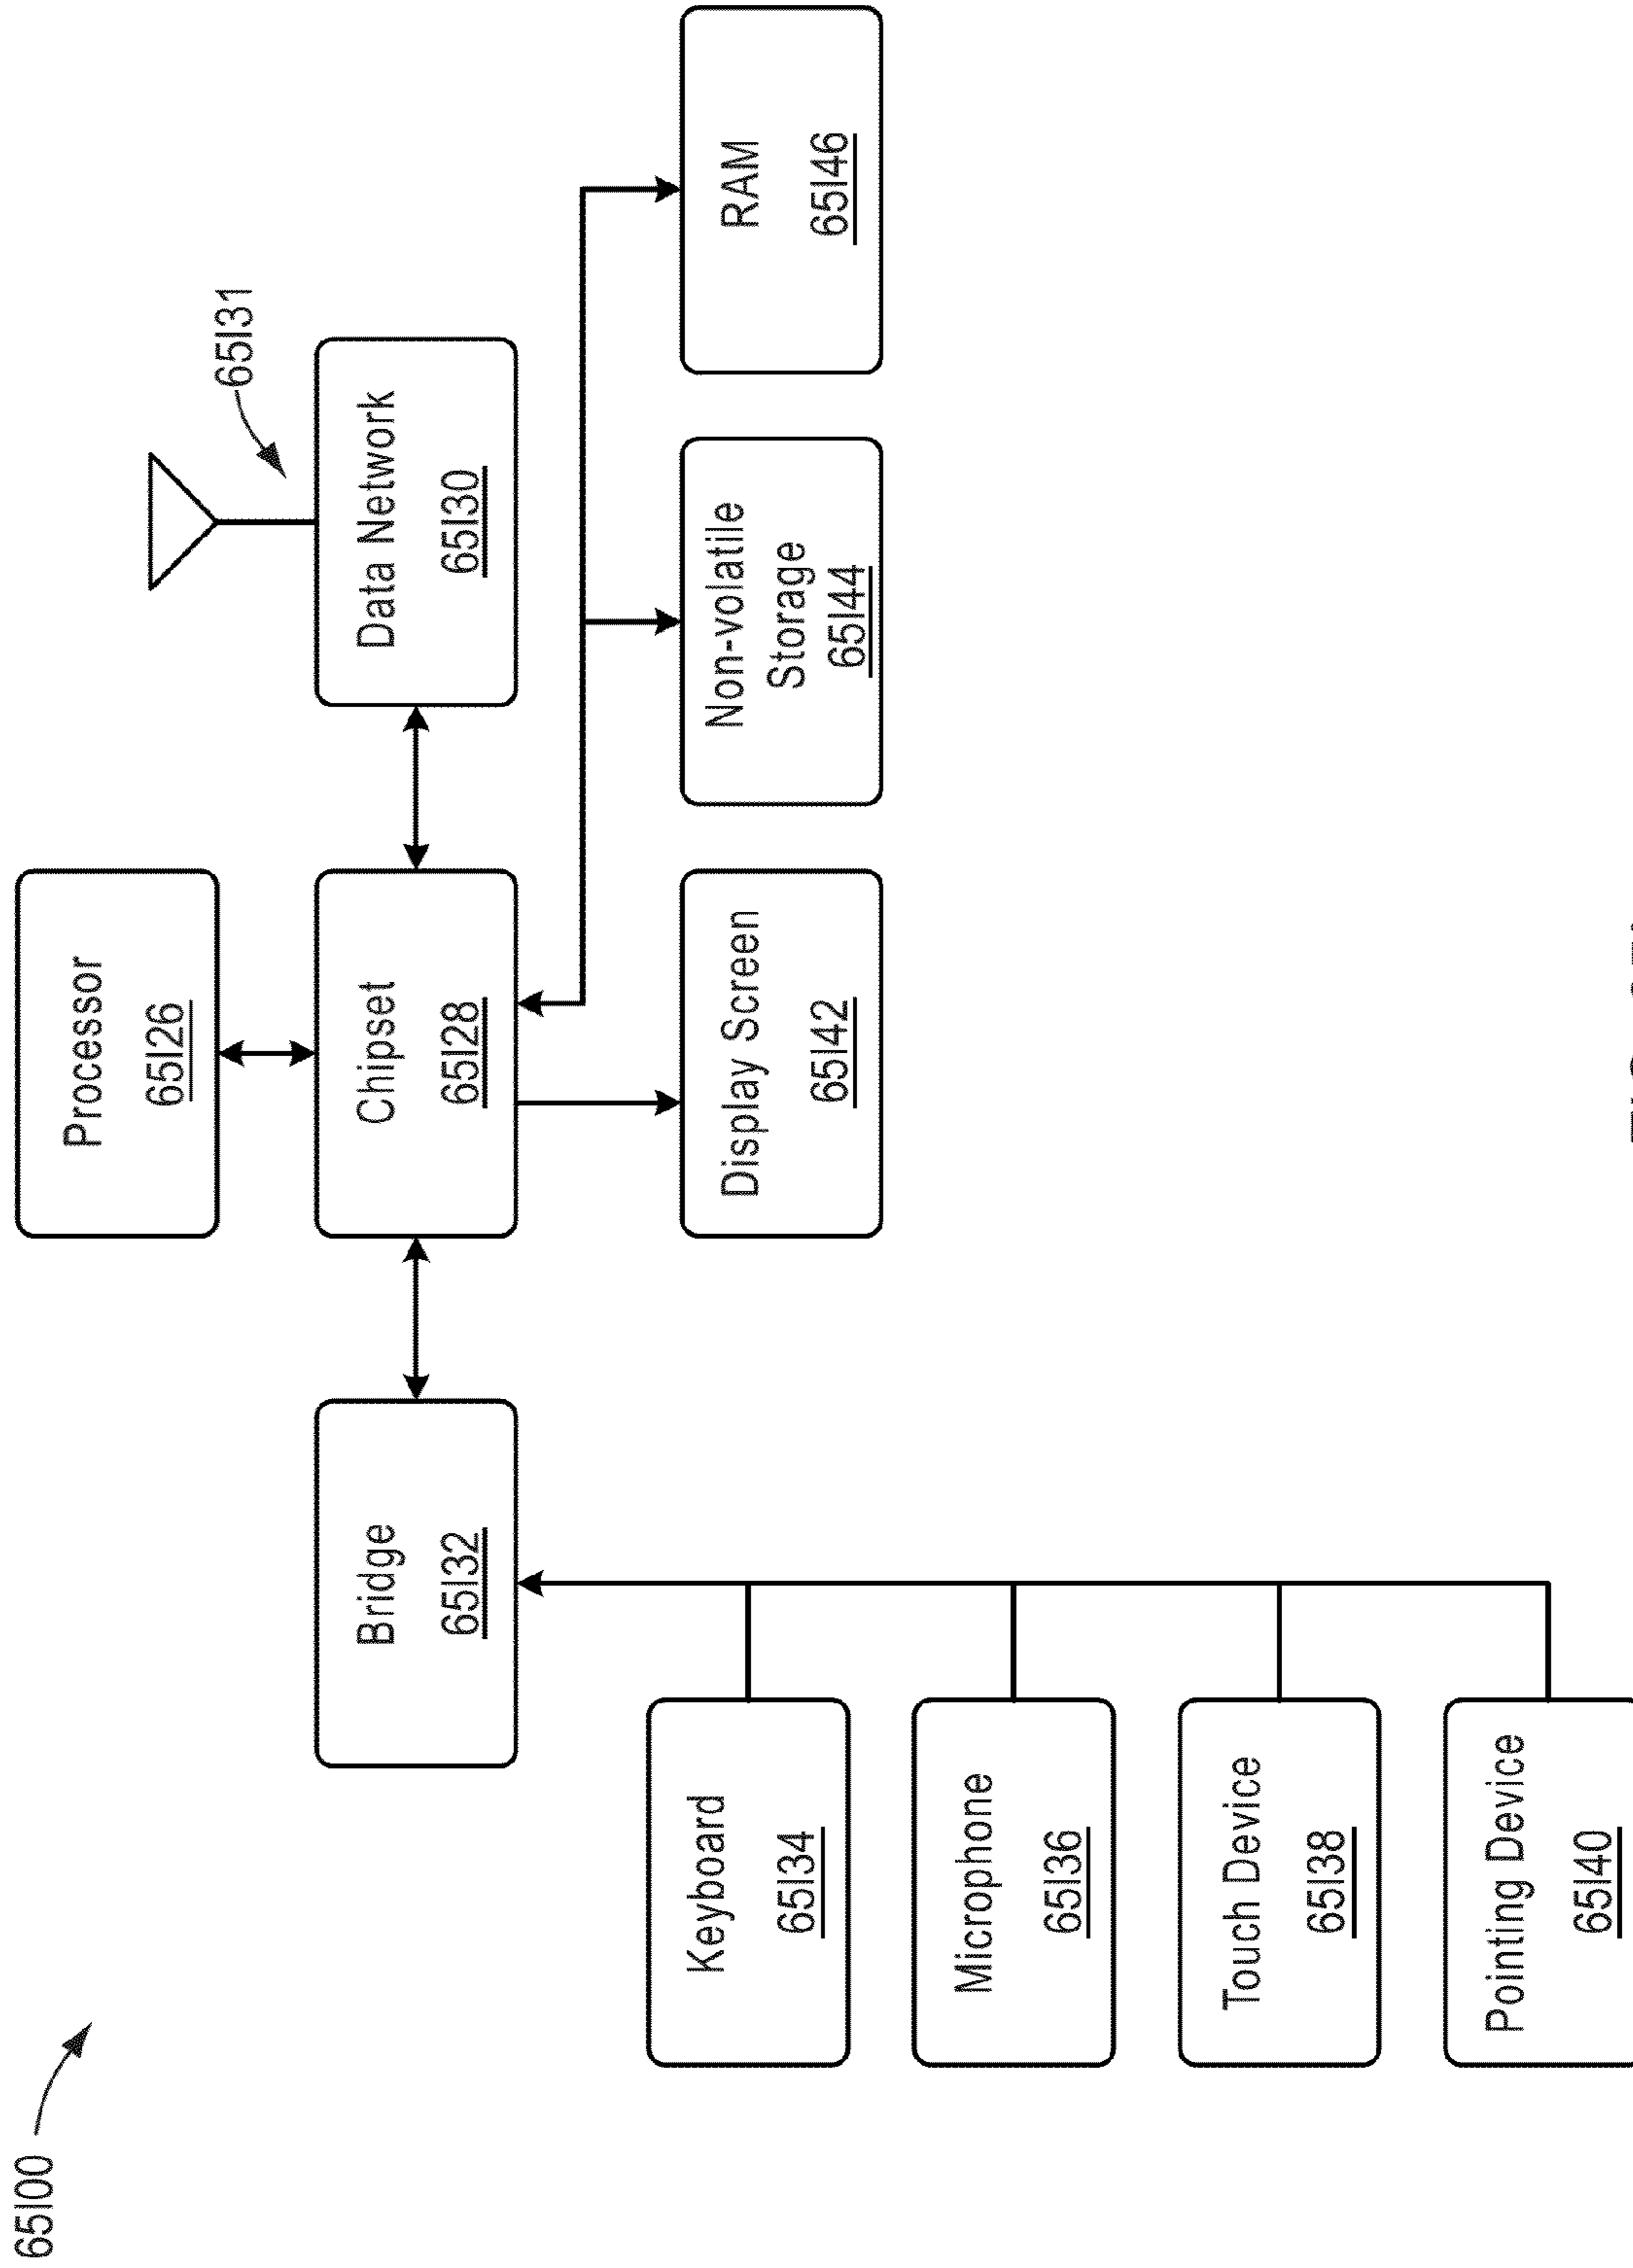 65I00
Processor
65I26
65I31
Bridge
65I32
Chipset
65I28
Data Network
65I30
Keyboard
65I34
Display Screen
65I42
Non-volatile
Storage
65I44
RAM
65I46
Microphone
65I36
Touch Device
65I38
Pointing Device
65I40